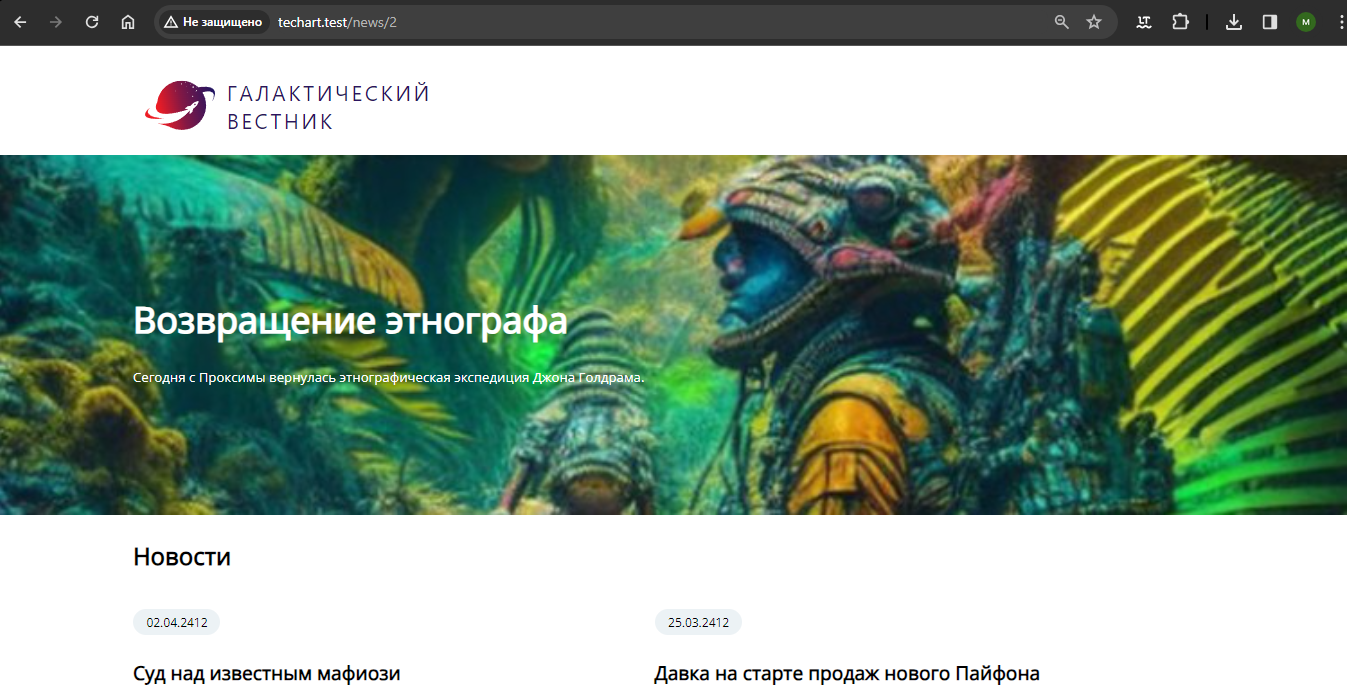 Не защищено techart.test/news/2
M
ГАЛАКТИЧЕСКИЙ
ВЕСТНИК
Возвращение этнографа
Сегодня с Проксимы вернулась этнографическая экспедиция Джона Голдрама.
Новости
02.04.2412 25.03.2412
Суд над известным мафиози Давка на старте продаж нового Пайфона